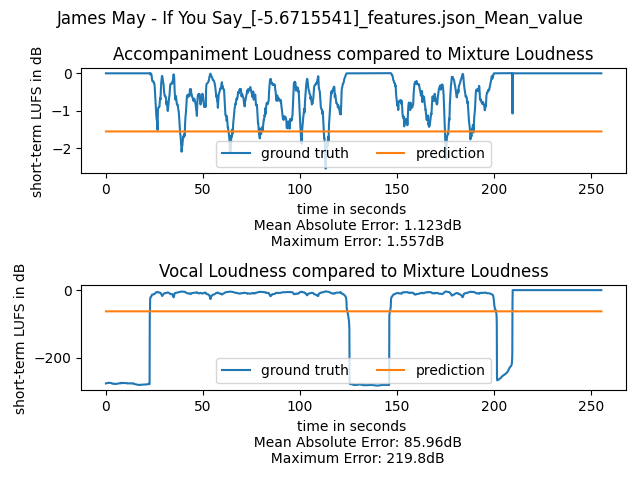 James May - If You Say_[-5.6715541]_features.json_Mean_value
Accompaniment Loudness compared to Mixture Loudness
short-term LUFS in dB
0
−1
−2
ground truth prediction
0 50 100 150 200 250
time in seconds
Mean Absolute Error: 1.123dB
Maximum Error: 1.557dB
Vocal Loudness compared to Mixture Loudness
short-term LUFS in dB
0
−200
ground truth prediction
0 50 100 150 200 250
time in seconds
Mean Absolute Error: 85.96dB
Maximum Error: 219.8dB